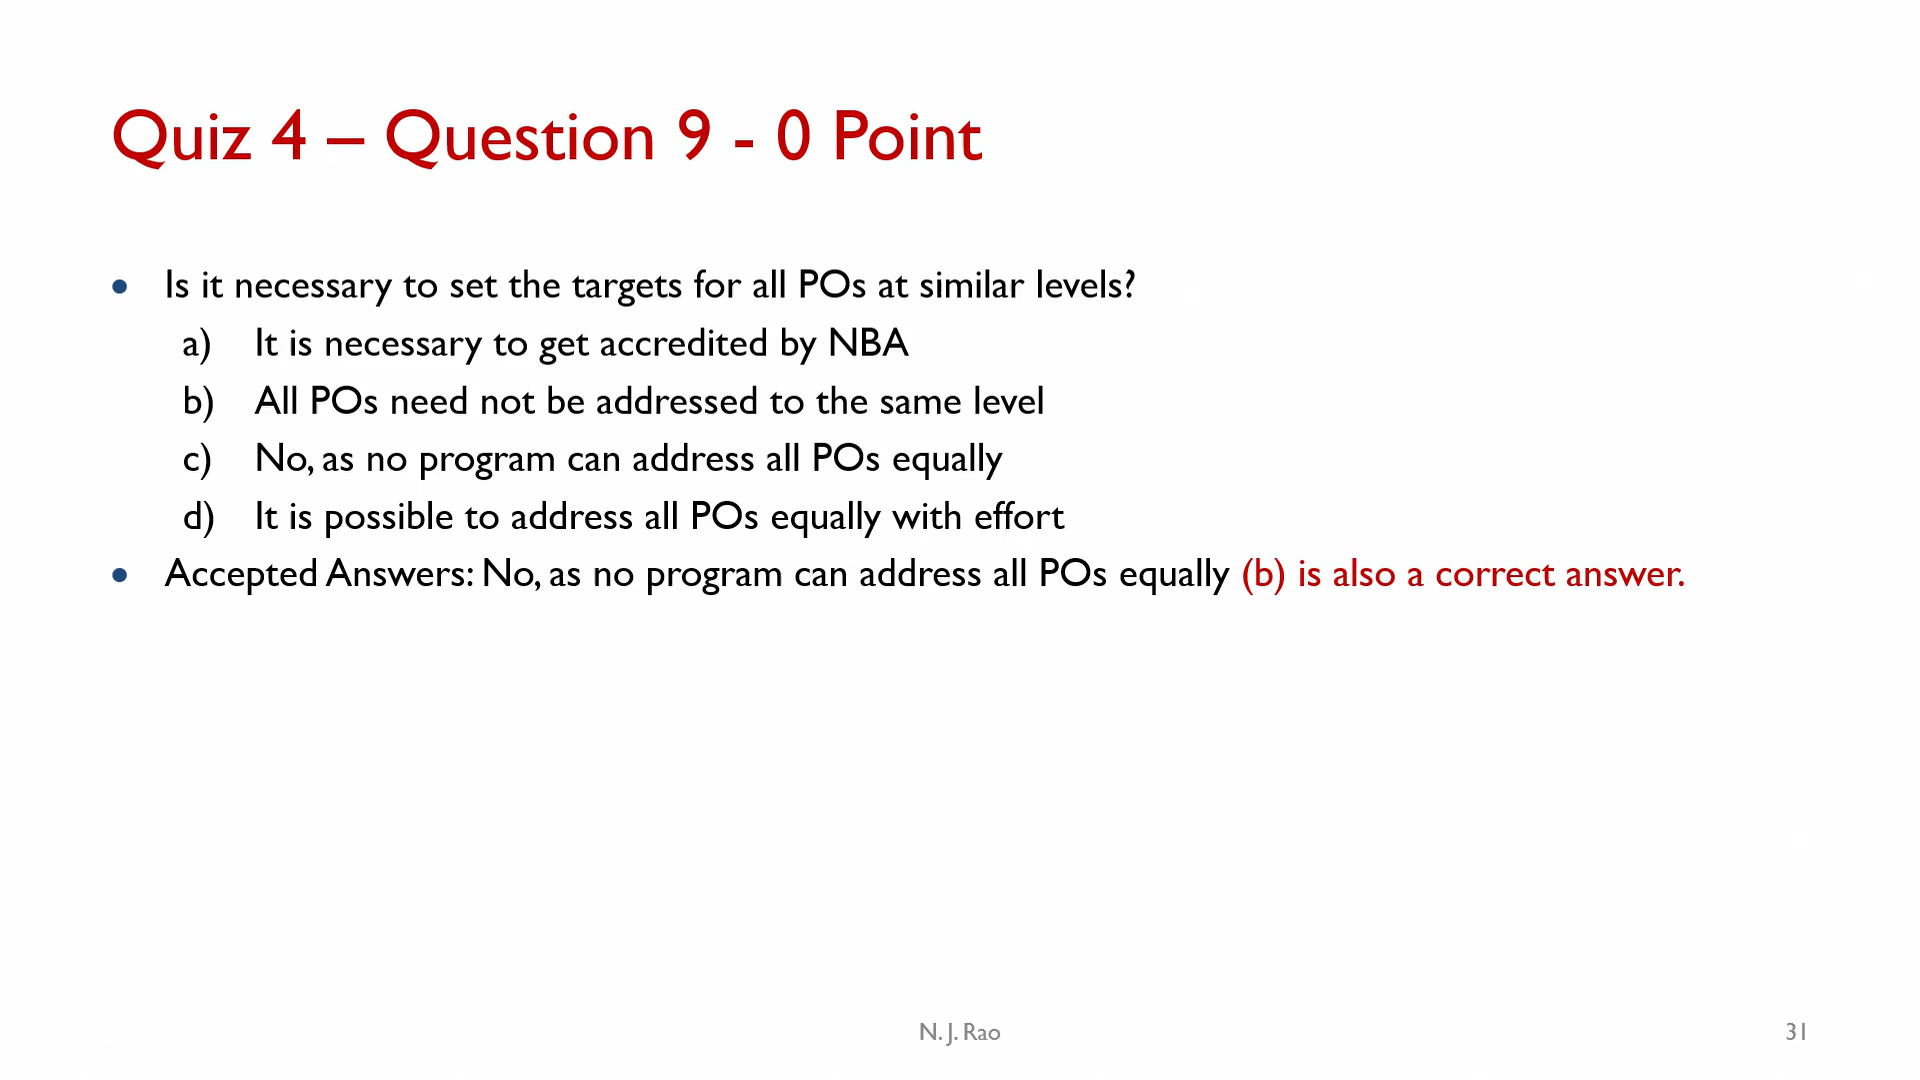 Quiz 4 – Question 9 - 0 Point
• Is it necessary to set the targets for all POs at similar levels?
a) It is necessary to get accredited by NBA
b) All POs need not be addressed to the same level
c) No, as no program can address all POs equally
d) It is possible to address all POs equally with effort
• Accepted Answers: No, as no program can address all POs equally (b) is also a correct answer.
N. J. Rao
31